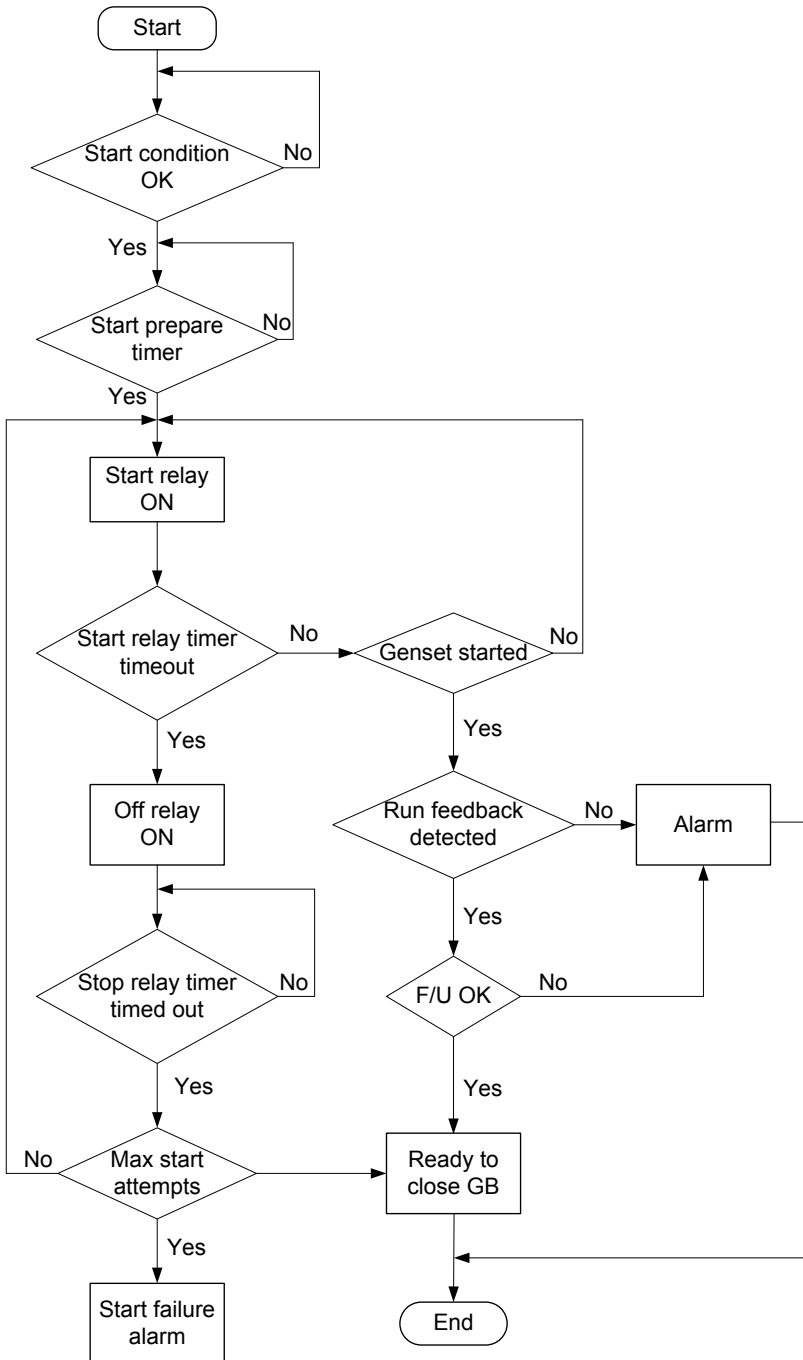 Start
Start condition
OK
No
Yes
Start prepare
timer
No
Yes
Start relay
ON
Start relay timer
timeout
No
Genset started
No
Yes
Yes
Off relay
ON
Run feedback
detected
No
Alarm
Yes
Stop relay timer
timed out
No
F/U OK
No
Yes
Yes
No
Max start
attempts
Ready to
close GB
Yes
Start failure
alarm
End